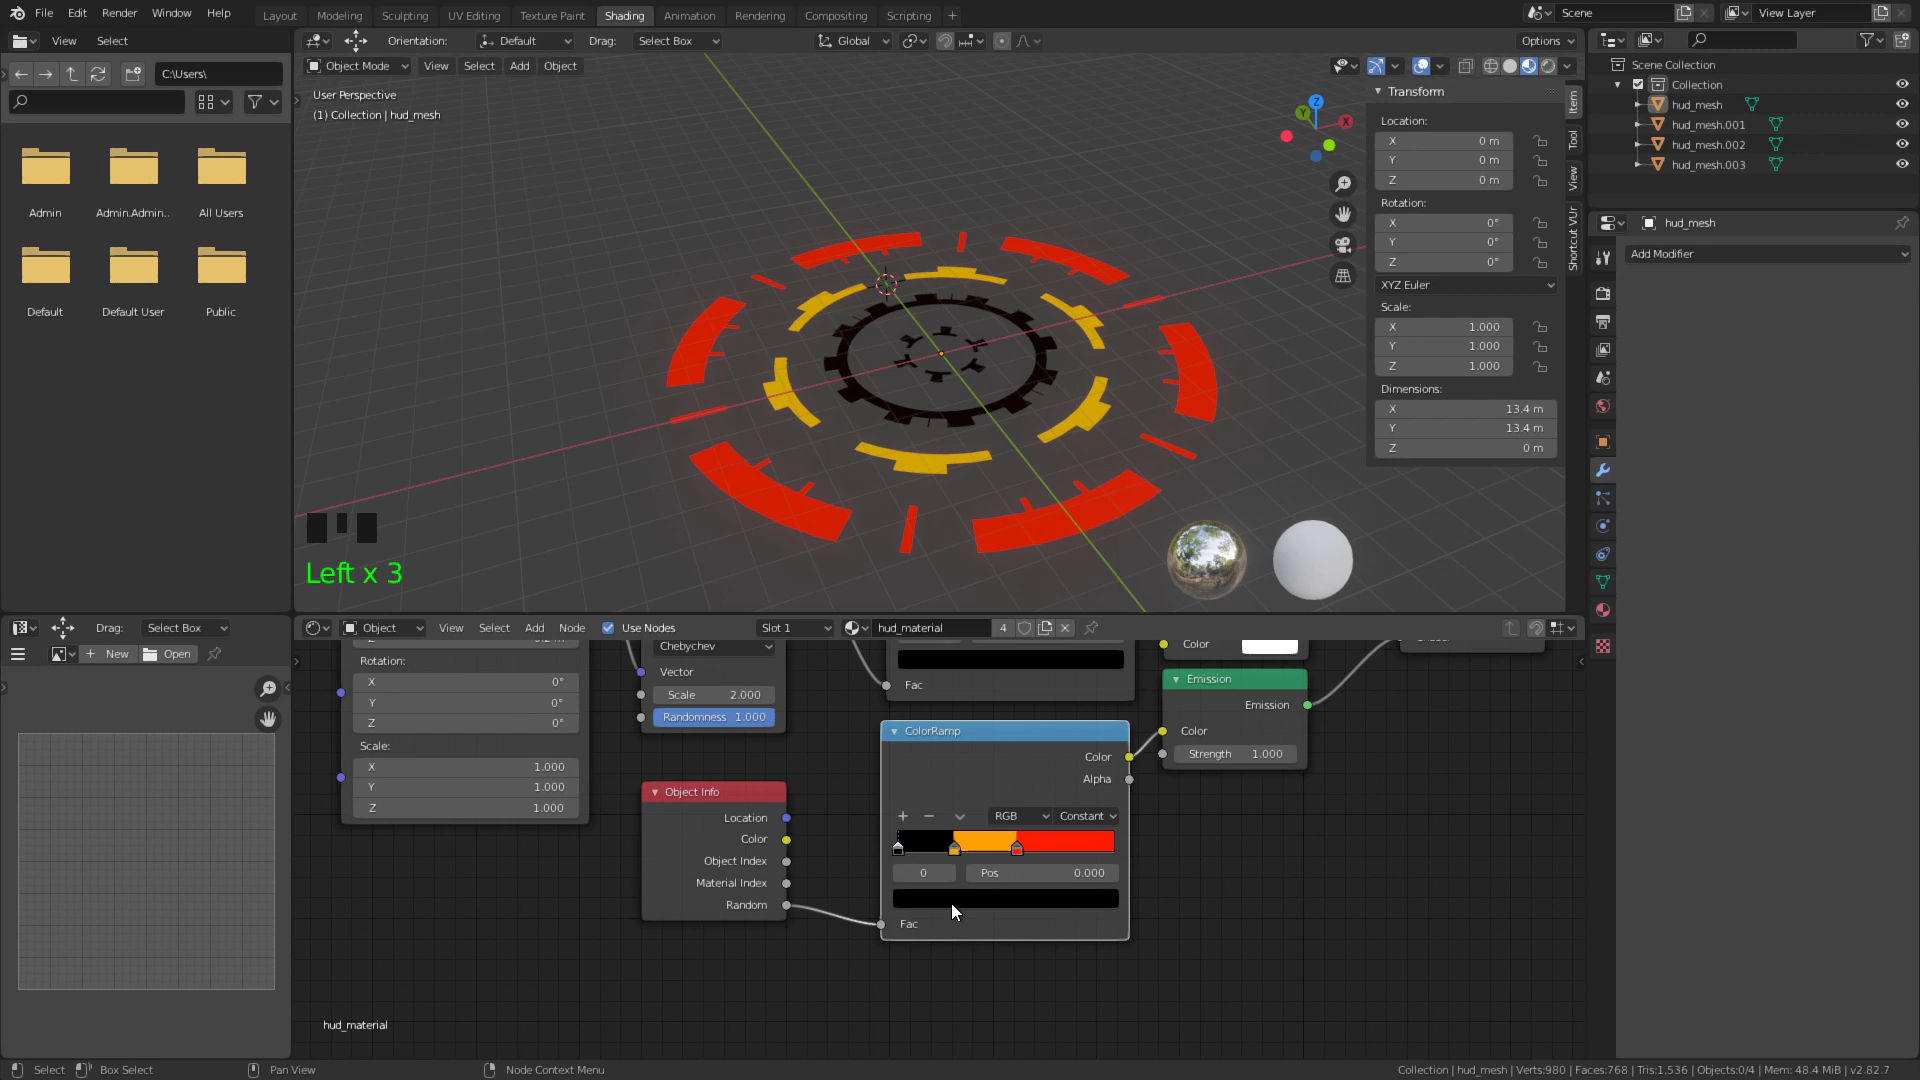 File Edit Render Window Help
Layout Modeling Sculpting UV Editing Texture Paint Shading Animation Rendering Compositing Scripting +
Scene
View Layer
View Select
Orientation: Default Drag: Select Box Global Options
C:\Users\
Object Mode View Select Add Object
User Perspective
(1) Collection | hud_mesh
Admin Admin.Admin.. All Users
Default Default User Public
Z
Y
X
Transform
Location:
X 0 m
Y 0 m
Z 0 m
Rotation:
X 0°
Y 0°
Z 0°
XYZ Euler
Scale:
X 1.000
Y 1.000
Z 1.000
Dimensions:
X 13.4 m
Y 13.4 m
Z 0 m
Item
Tool
View
Shortcut VUr
Scene Collection
Collection
hud_mesh
hud_mesh.001
hud_mesh.002
hud_mesh.003
hud_mesh
Add Modifier
Left x 3
Drag: Select Box
New Open
Object View Select Add Node Use Nodes Slot 1 hud_material 4
Rotation:
X 0°
Y 0°
Z 0°
Scale:
X 1.000
Y 1.000
Z 1.000
Chebychev
Vector
Scale 2.000
Randomness 1.000
Object Info
Location
Color
Object Index
Material Index
Random
Fac
ColorRamp
Color
Alpha
RGB Constant
0 Pos 0.000
Fac
Color
Emission
Emission
Color
Strength 1.000
hud_material
Select Box Select Pan View Node Context Menu
Collection | hud_mesh | Verts:980 | Faces:768 | Tris:1,536 | Objects:0/4 | Mem: 48.4 MiB | v2.82.7